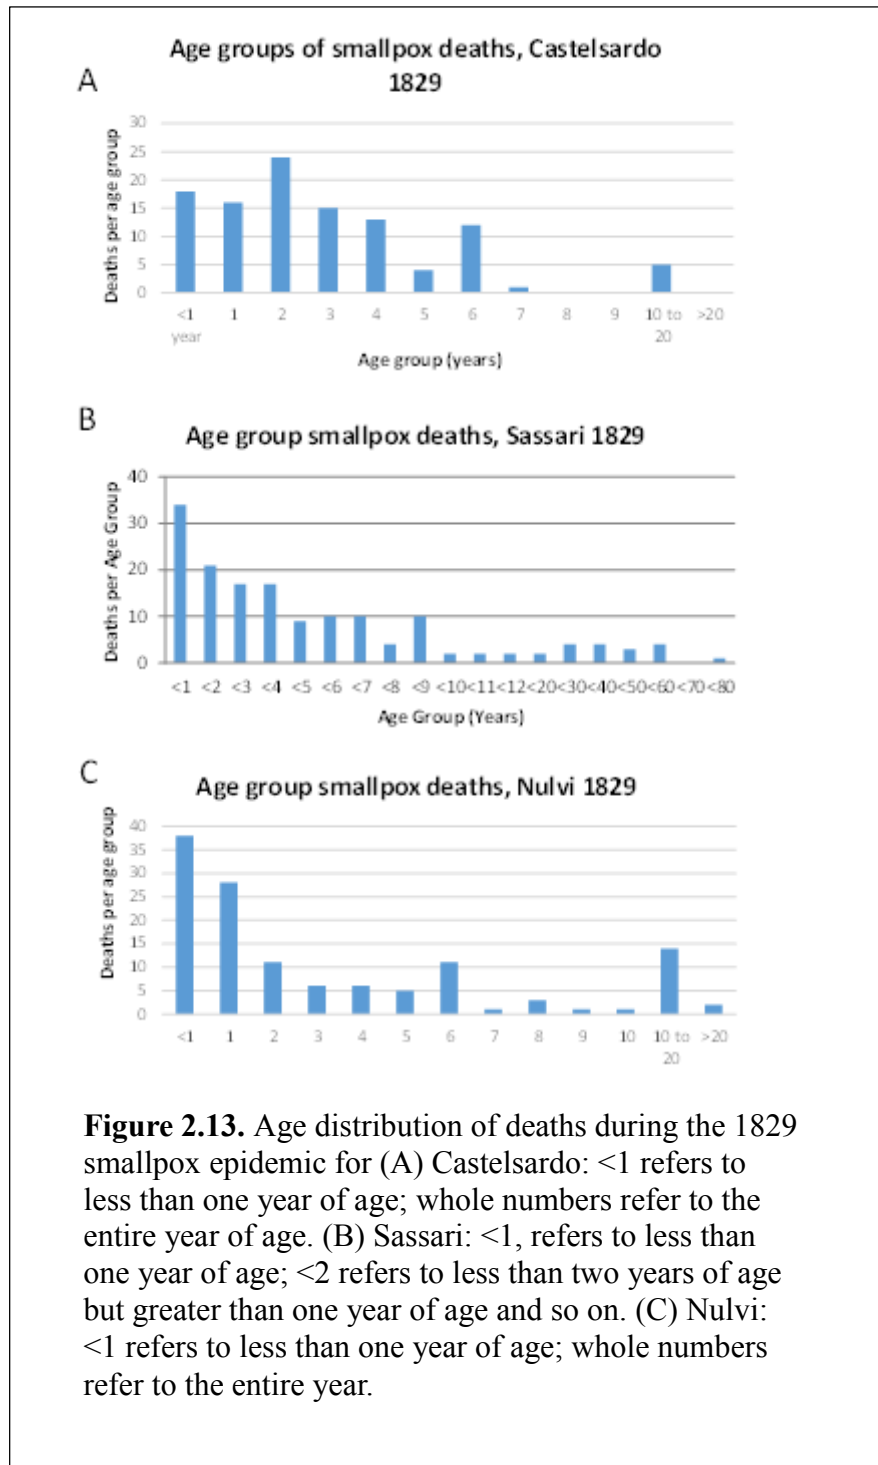 Age groups of smallpox deaths, Castelsardo
1829
A
Deaths per age group
30
25
20
15
10
5
0
<1 year 1 2 3 4 5 6 7 8 9 10 to 20 >20
Age group (years)
B
Age group smallpox deaths, Sassari 1829
Deaths per Age Group
40
30
20
10
0
<1 <2 <3 <4 <5 <6 <7 <8 <9 <10 <11 <12 <20 <30 <40 <50 <60 <70 <80
Age Group (Years)
C
Age group smallpox deaths, Nulvi 1829
Deaths per age group
40
35
30
25
20
15
10
5
0
<1 1 2 3 4 5 6 7 8 9 10 10 to 20 >20
Figure 2.13. Age distribution of deaths during the 1829
smallpox epidemic for (A) Castelsardo: <1 refers to
less than one year of age; whole numbers refer to the
entire year of age. (B) Sassari: <1, refers to less than
one year of age; <2 refers to less than two years of age
but greater than one year of age and so on. (C) Nulvi:
<1 refers to less than one year of age; whole numbers
refer to the entire year.